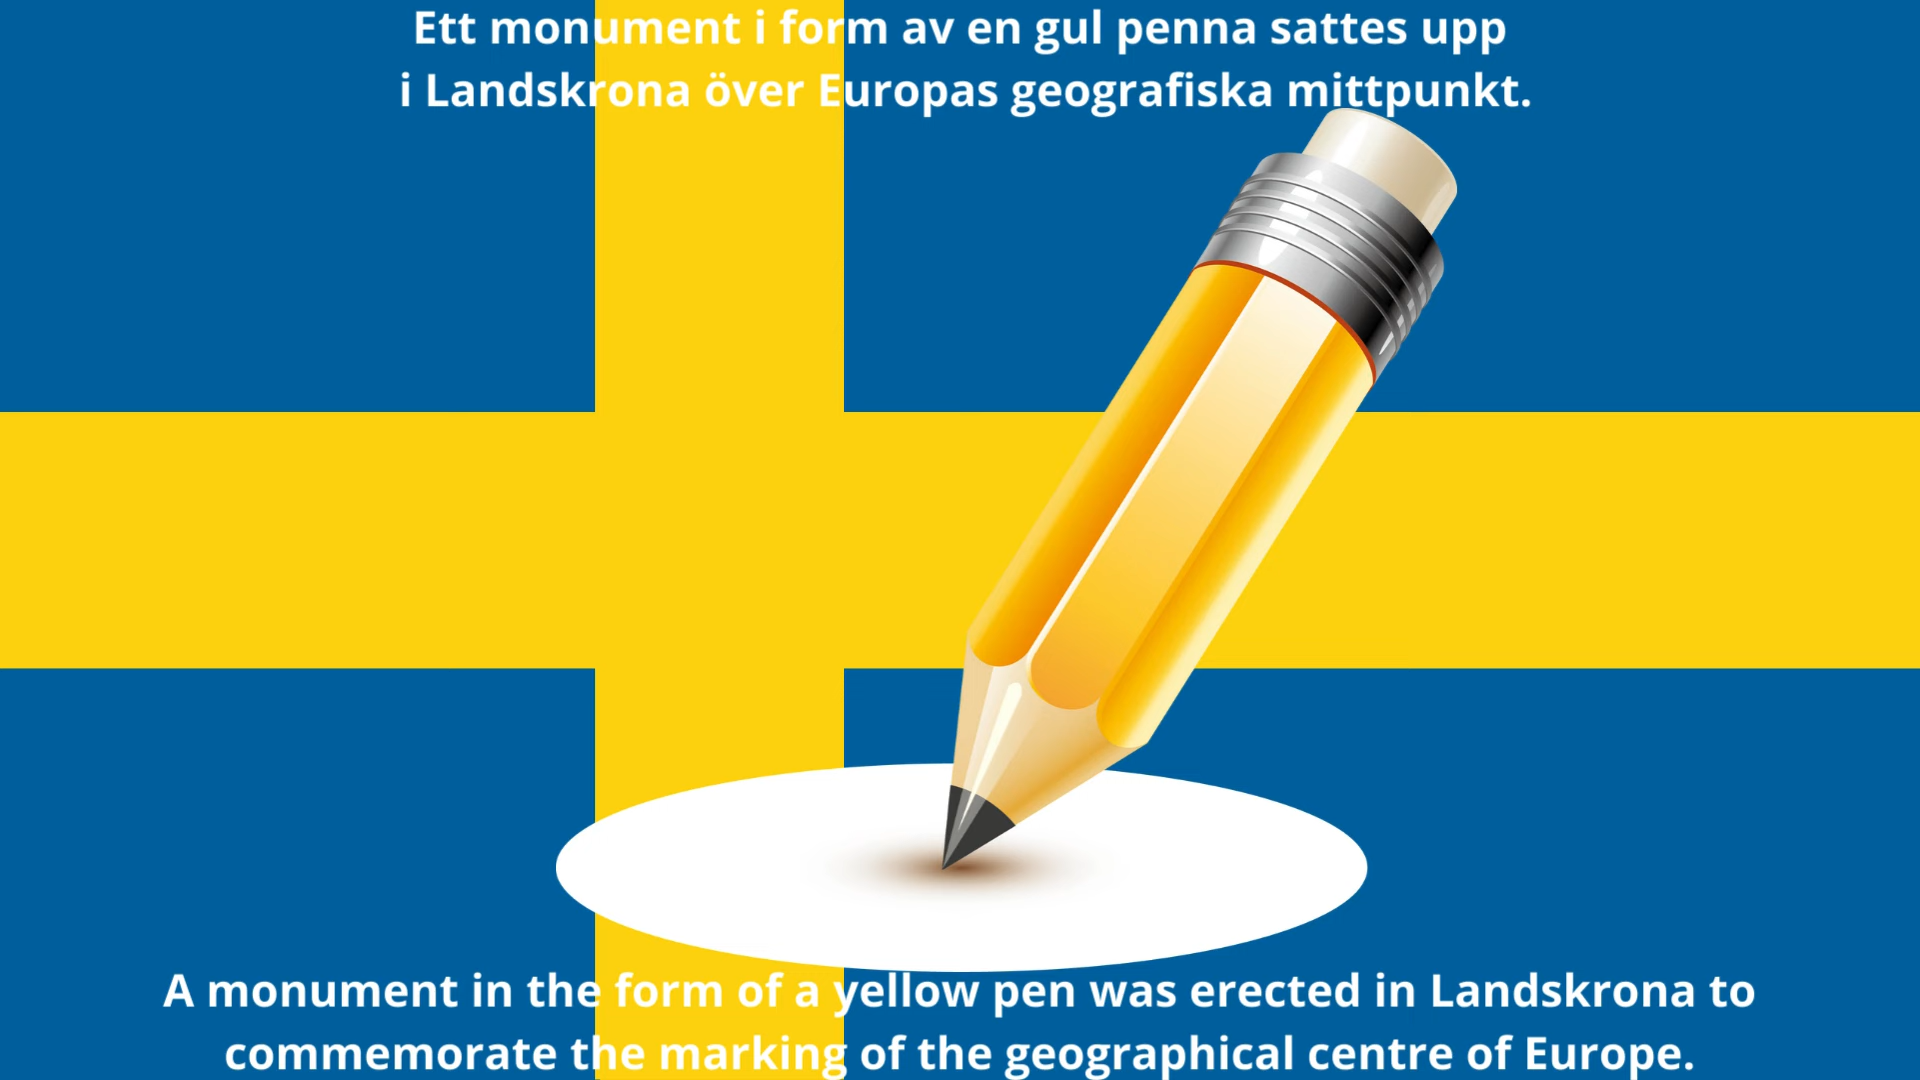 Ett monument i form av en gul penna sattes upp
i Landskrona över Europas geografiska mittpunkt.
A monument in the form of a yellow pen was erected in Landskrona to
commemorate the marking of the geographical centre of Europe.